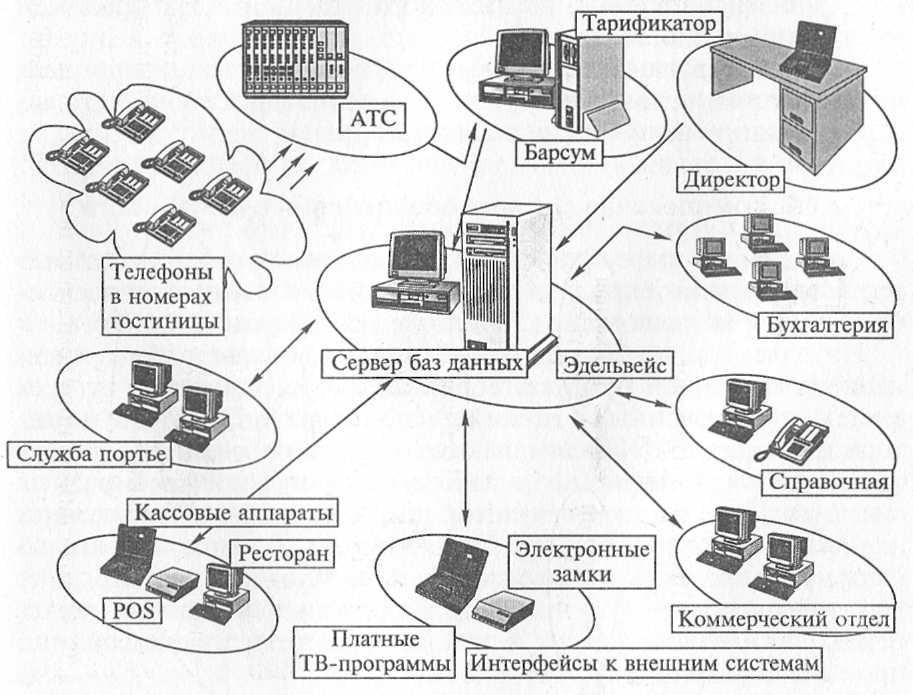 Тарификатор
АТС
Барсум
Директор
Телефоны
в номерах
гостиницы
Бухгалтерия
Сервер баз данных
Эдельвейс
Служба портье
Справочная
Кассовые аппараты
Ресторан
POS
Электронные
замки
Коммерческий отдел
Платные
ТВ-программы
Интерфейсы к внешним системам